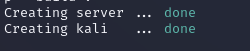 Creating server ... done
Creating kali   ... done